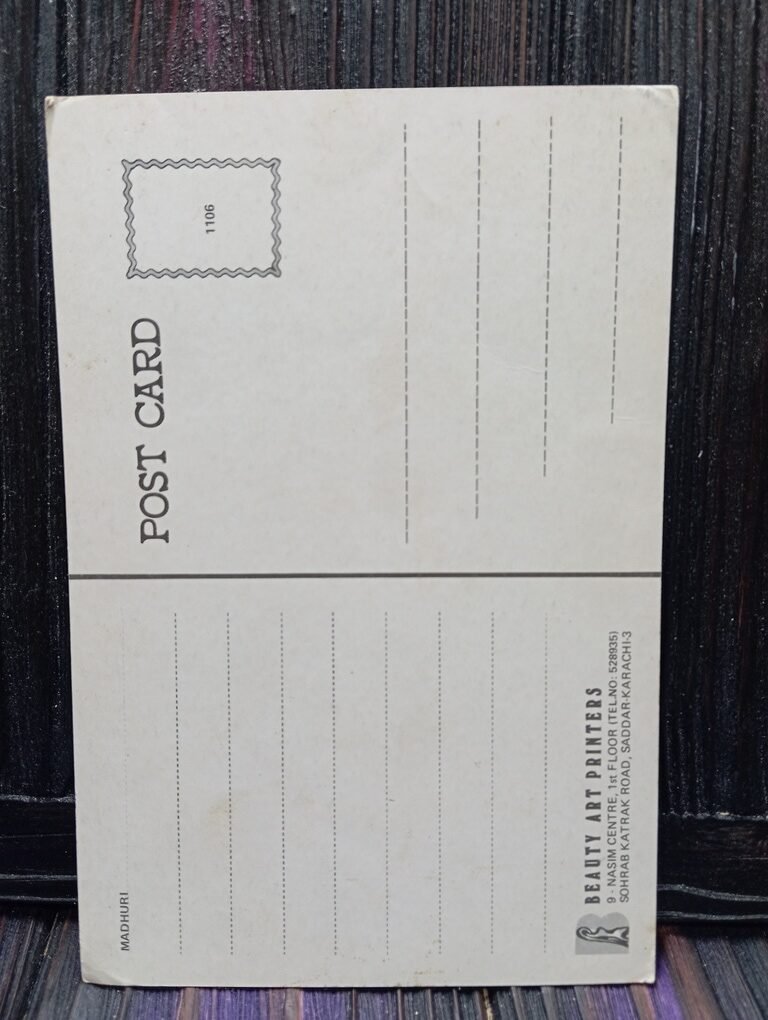 MADHURI
BEAUTY ART PRINTERS
9 - NASIM CENTRE, 1st FLOOR (TEL.NO: 528935)
SOHRAB KATRAK ROAD, SADDAR-KARACHI-3
POST CARD
1106